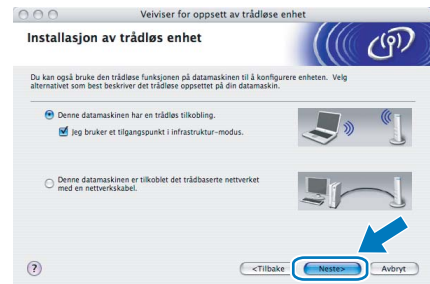 Veiviser for oppsett av trådløse enhet
Installasjon av trådløs enhet
Du kan også bruke den trådløse funksjonen på datamaskinen til å konfigurere enheten. Velg
alternativet som best beskriver det trådløse oppsettet på din datamaskin.
Denne datamaskinen har en trådløs tilkobling.
Jeg bruker et tilgangspunkt i infrastruktur-modus.
Denne datamaskinen er tilkoblet det trådbaserte nettverket
med en nettverkskabel.
?
<Tilbake
Neste>
Avbryt